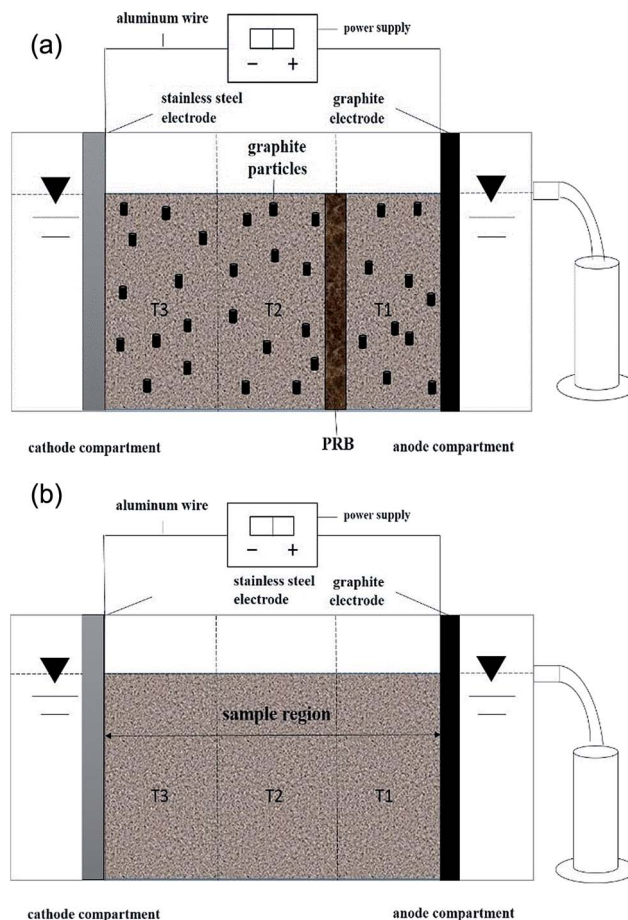 aluminum wire
power supply
(a)
− +
stainless steel
electrode
graphite
electrode
graphite
particles
T3
T2
T1
cathode compartment
PRB
anode compartment
(b)
aluminum wire
power supply
− +
stainless steel
electrode
graphite
electrode
sample region
T3
T2
T1
cathode compartment
anode compartment